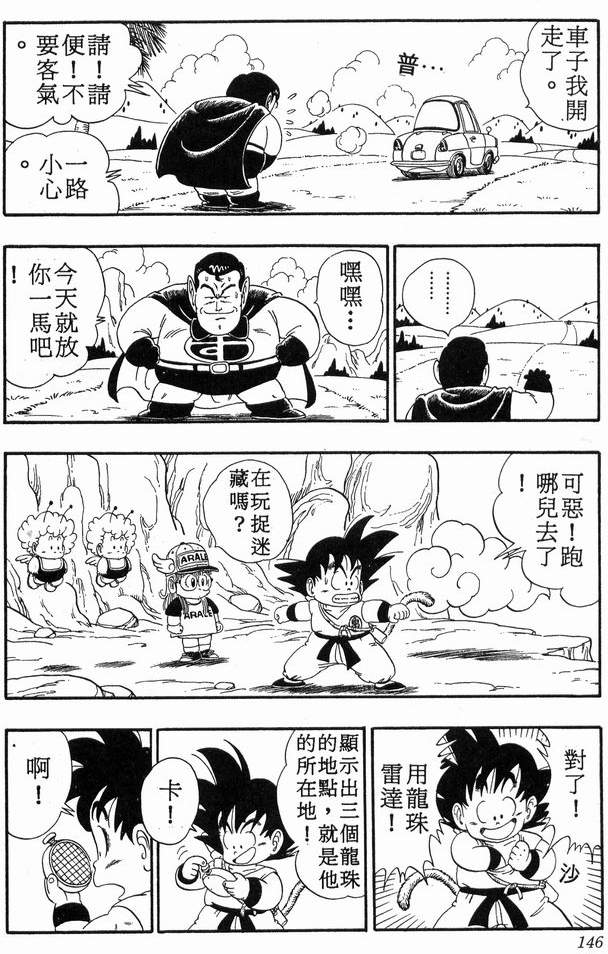 車子我開
走了。
普…
請！請
便！不
要客氣
。
一路
小心
。
………
嘿嘿…
今天就放
你一馬吧
！
可惡！跑
哪兒去了
！
在玩捉迷
藏嗎？
ARALE
ARALE
對了！
用龍珠
雷達！
沙
顯示出三個龍珠
的地點，就是他
的所在地！
卡！
啊！
146